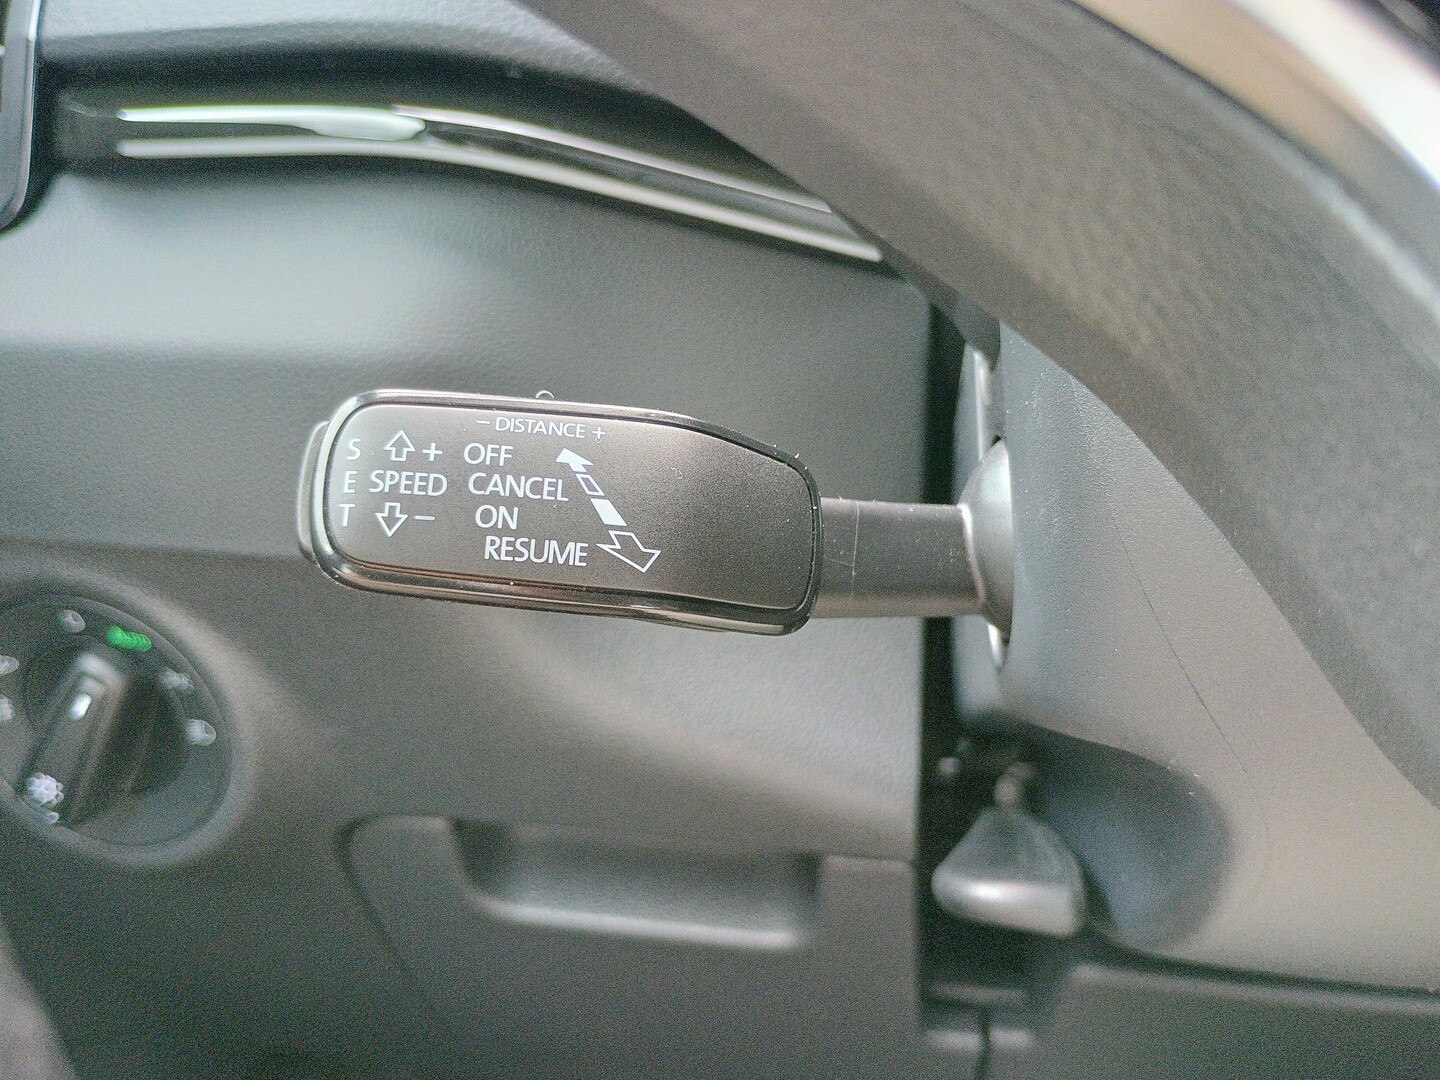 - DISTANCE +
S + OFF
E SPEED CANCEL
T - ON
RESUME